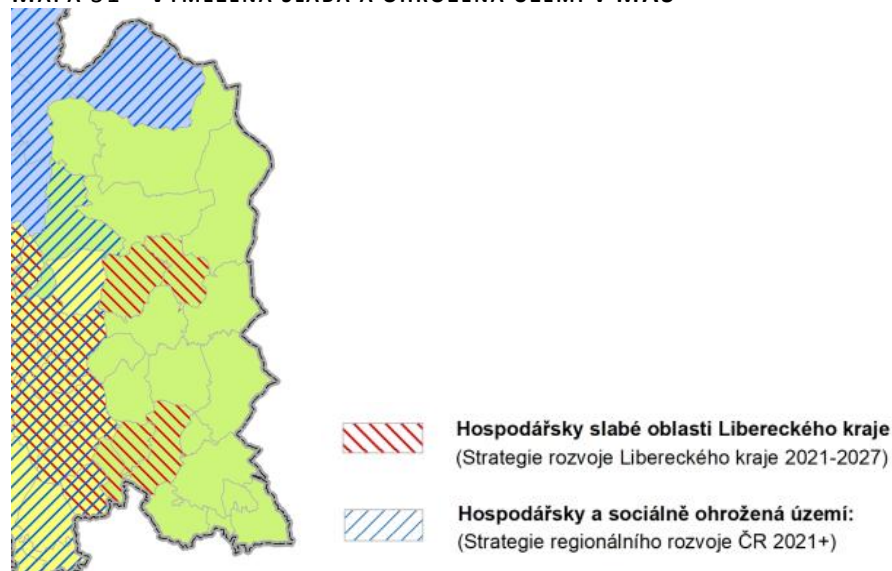 Hospodářsky slabé oblasti Libereckého kraje
(Strategie rozvoje Libereckého kraje 2021-2027)
Hospodářsky a sociálně ohrožená území:
(Strategie regionálního rozvoje ČR 2021+)